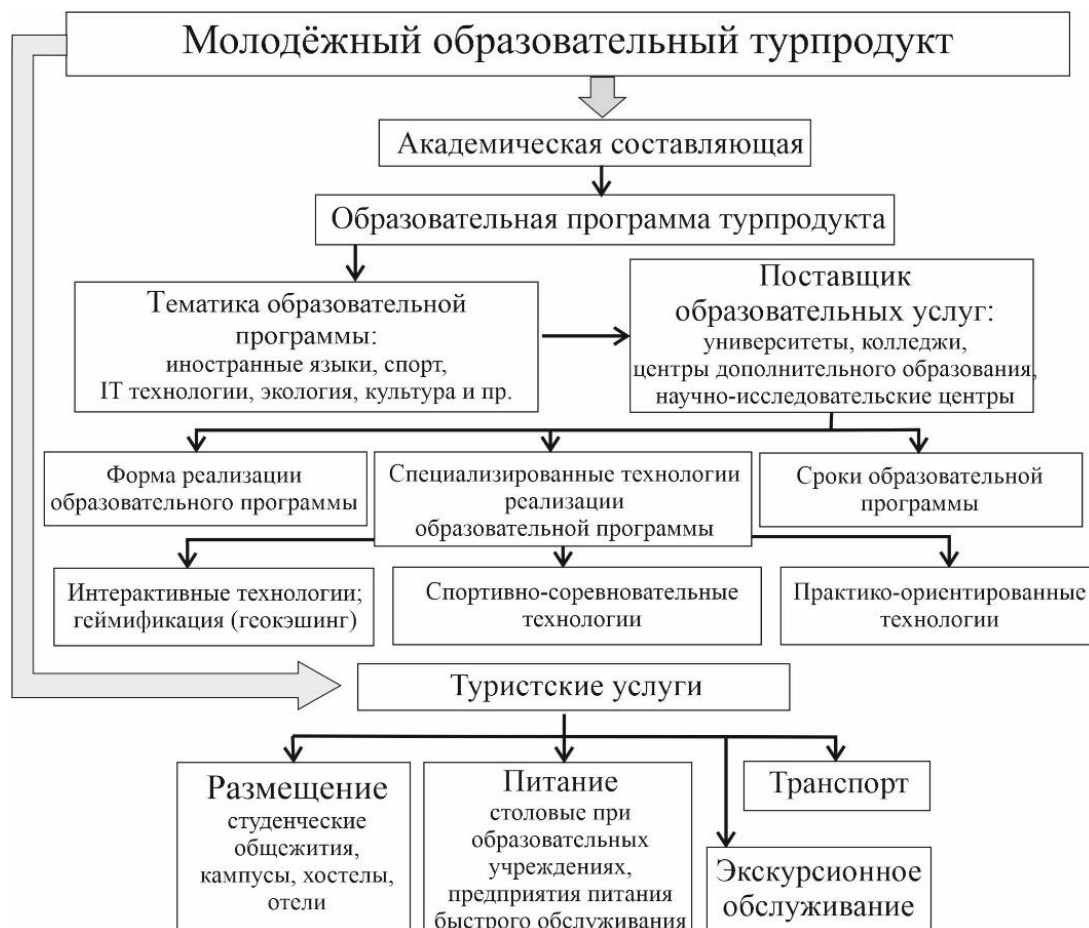 Молодёжный образовательный турпродукт
Академическая составляющая
Образовательная программа турпродукта
Тематика образовательной
программы:
иностранные языки, спорт,
IT технологии, экология, культура и пр.
Поставщик
образовательных услуг:
университеты, колледжи,
центры дополнительного образования,
научно-исследовательские центры
Форма реализации
образовательного программы
Специализированные технологии
реализации
образовательной программы
Сроки образовательной
программы
Интерактивные технологии;
геймификация (геокэшинг)
Спортивно-соревновательные
технологии
Практико-ориентированные
технологии
Туристские услуги
Размещение
студенческие
общежития,
кампусы, хостелы,
отели
Питание
столовые при
образовательных
учреждениях,
предприятия питания
быстрого обслуживания
Транспорт
Экскурсионное
обслуживание